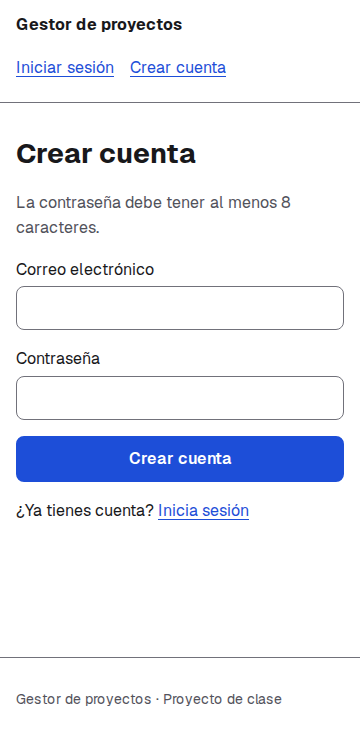 Gestor de proyectos
Iniciar sesión Crear cuenta
Crear cuenta
La contraseña debe tener al menos 8
caracteres.
Correo electrónico
Contraseña
Crear cuenta
¿Ya tienes cuenta? Inicia sesión
Gestor de proyectos · Proyecto de clase